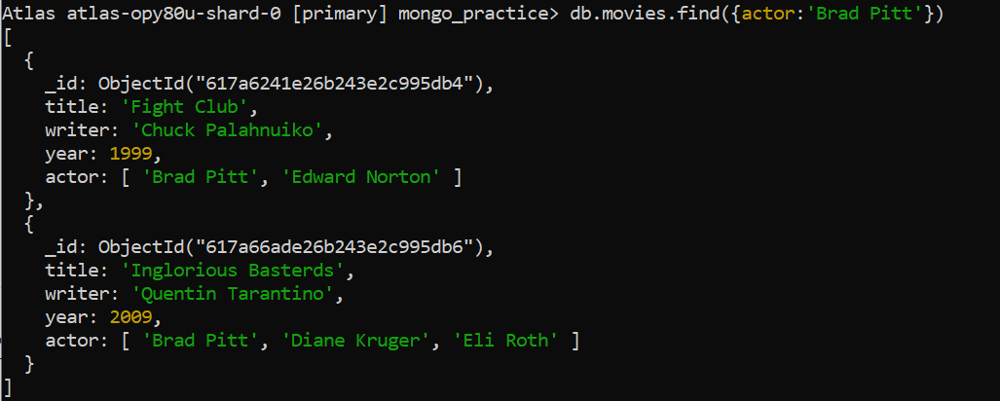 Atlas atlas-opy80u-shard-0 [primary] mongo_practice> db.movies.find({actor:'Brad Pitt'})
[
  {
    _id: ObjectId("617a6241e26b243e2c995db4"),
    title: 'Fight Club',
    writer: 'Chuck Palahnuiko',
    year: 1999,
    actor: [ 'Brad Pitt', 'Edward Norton' ]
  },
  {
    _id: ObjectId("617a66ade26b243e2c995db6"),
    title: 'Inglorious Basterds',
    writer: 'Quentin Tarantino',
    year: 2009,
    actor: [ 'Brad Pitt', 'Diane Kruger', 'Eli Roth' ]
  }
]